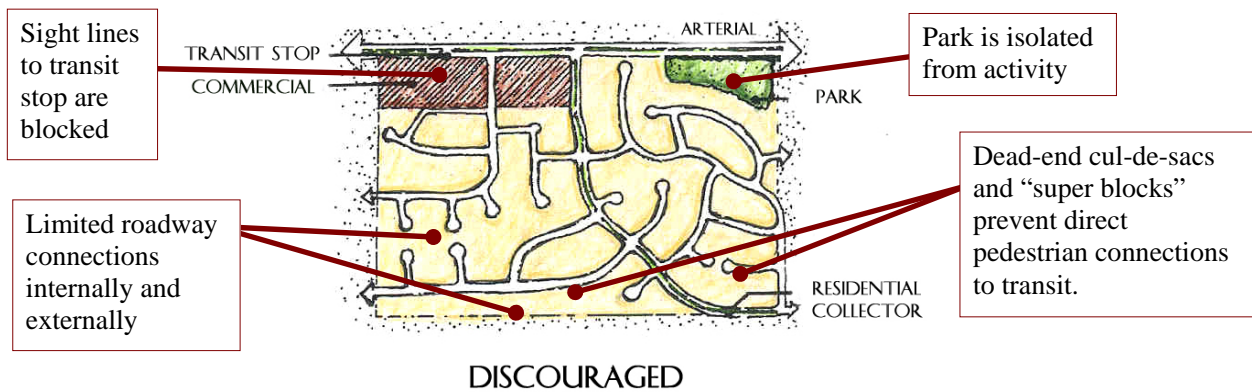 Sight lines
to transit
stop are
blocked
TRANSIT STOP
COMMERCIAL
ARTERIAL
PARK
Park is isolated
from activity
Limited roadway
connections
internally and
externally
Dead-end cul-de-sacs
and “super blocks”
prevent direct
pedestrian connections
to transit.
RESIDENTIAL
COLLECTOR
DISCOURAGED